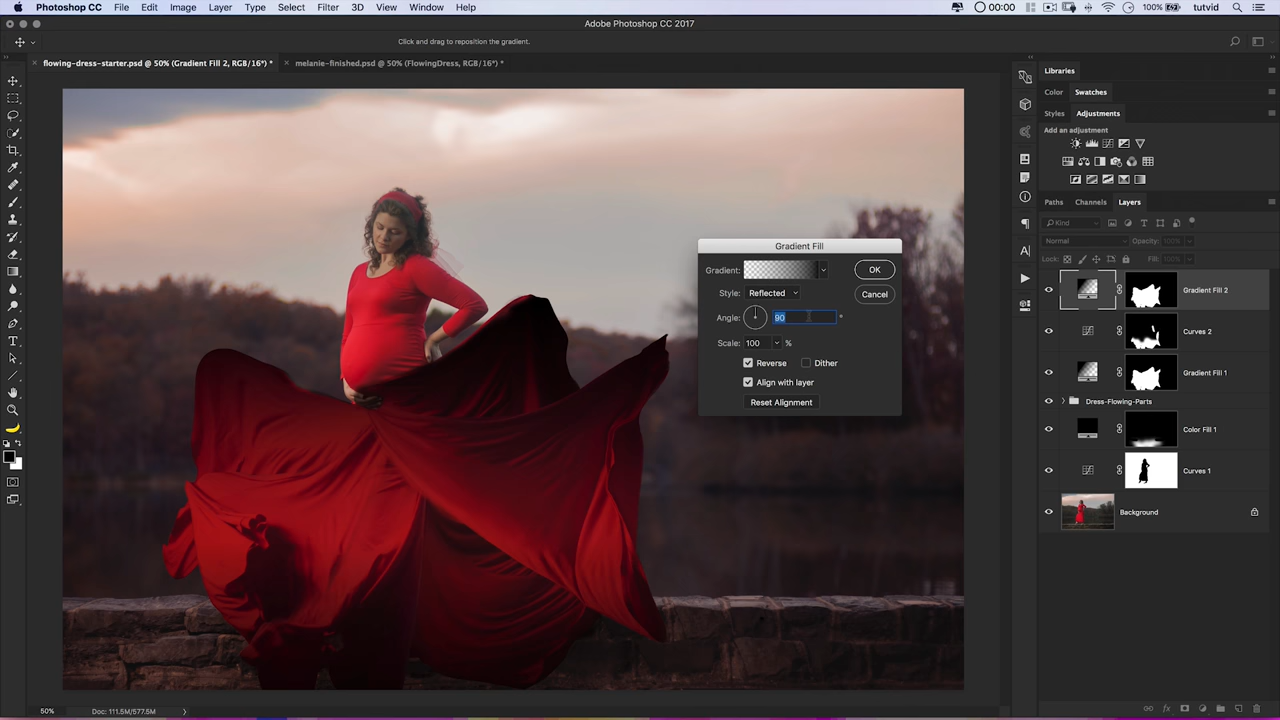 Photoshop CC File Edit Image Layer Type Select Filter 3D View Window Help 00:00 100% tutvid
Adobe Photoshop CC 2017
Click and drag to reposition the gradient.
flowing-dress-starter.psd @ 50% (Gradient Fill 2, RGB/16*) * melanie-finished.psd @ 50% (FlowingDress, RGB/16*) *
Libraries
Color Swatches
Styles Adjustments
Add an adjustment
Paths Channels Layers
Kind
Normal Opacity: 100%
Lock: Fill: 100%
Gradient Fill 2
Curves 2
Gradient Fill 1
Dress-Flowing-Parts
Color Fill 1
Curves 1
Background
Gradient Fill
Gradient: OK
Style: Reflected Cancel
Angle: 90 °
Scale: 100 %
Reverse Dither
Align with layer
Reset Alignment
50% Doc: 111.5M/577.5M